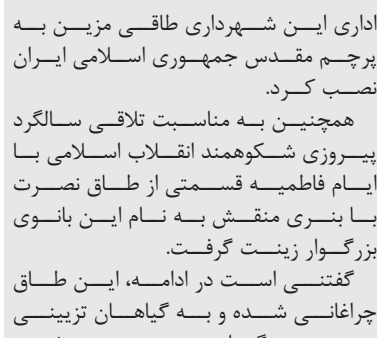 اداری این شهرداری طاقی مزین به
پرچم مقدس جمهوری اسلامی ایران
نصب کرد.
همچنین به مناسبت تلاقی سالگرد
پیروزی شکوهمند انقلاب اسلامی با
ایام فاطمیه قسمتی از طاق نصرت
با بنری منقش به نام این بانوی
بزرگوار زینت گرفت.
گفتنی است در ادامه، این طاق
چراغانی شده و به گیاهان تزیینی